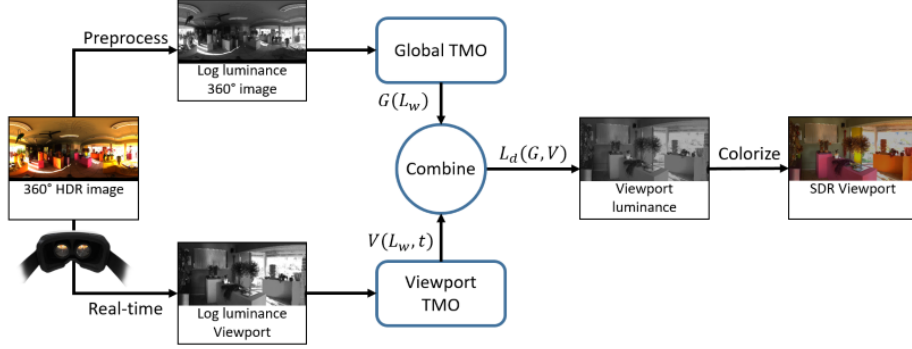 Preprocess
Log luminance
360° image
Global TMO
G(L_w)
360° HDR image
Combine
L_d(G, V)
Viewport
luminance
Colorize
SDR Viewport
V(L_w, t)
Real-time
Log luminance
Viewport
Viewport
TMO